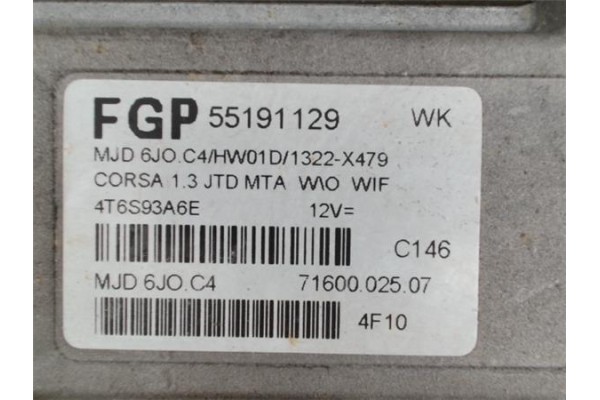 FGP 55191129 WK
MJD 6JO.C4/HW01D/1322-X479
CORSA 1.3 JTD MTA W\O WIF
4T6S93A6E 12V=
C146
MJD 6JO.C4 71600.025.07
4F10